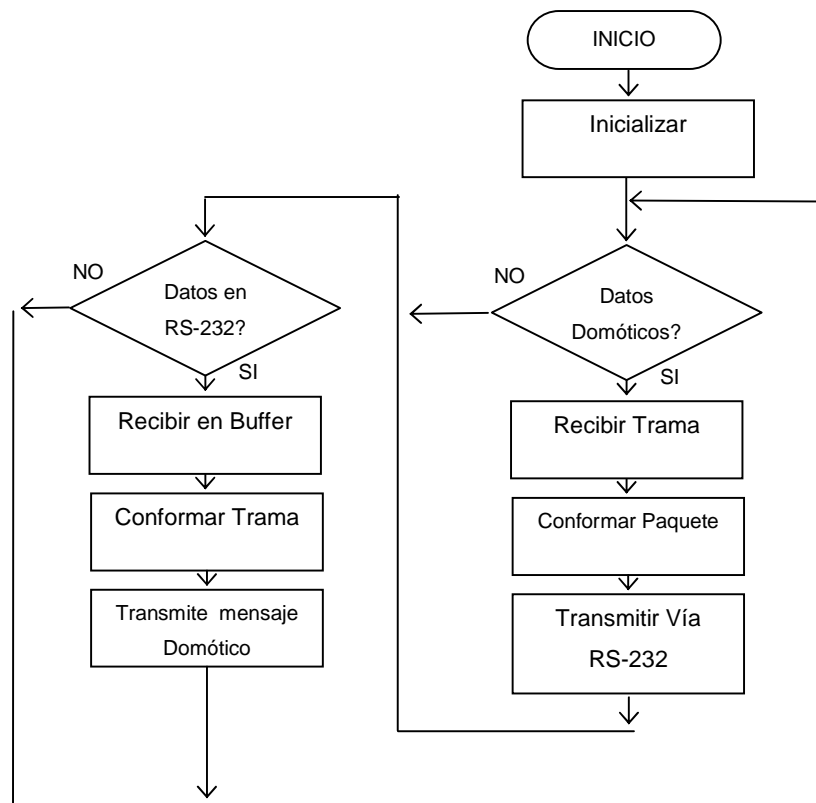 INICIO
Inicializar
NO
Datos
Domóticos?
SI
Recibir Trama
Conformar Paquete
Transmitir Vía
RS-232
NO
Datos en
RS-232?
SI
Recibir en Buffer
Conformar Trama
Transmite mensaje
Domótico